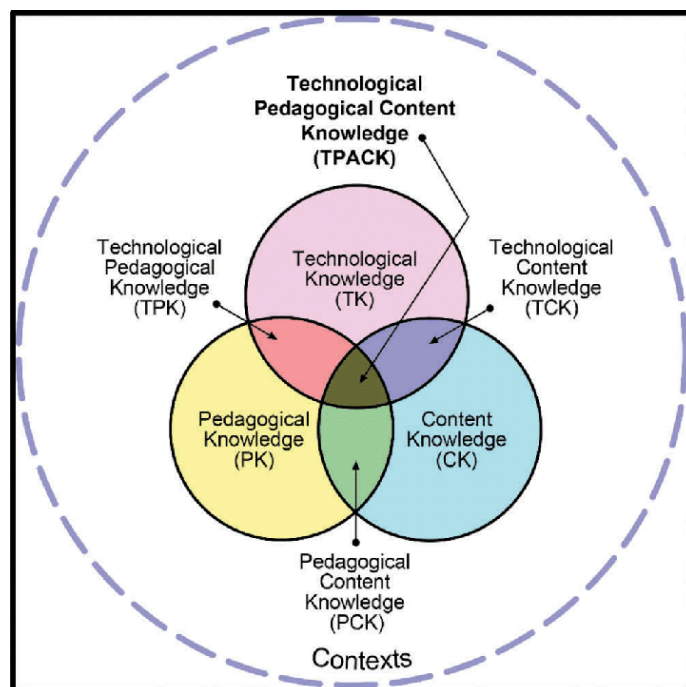 Technological
Pedagogical Content
Knowledge
(TPACK)
Technological
Pedagogical
Knowledge
(TPK)
Technological
Knowledge
(TK)
Technological
Content
Knowledge
(TCK)
Pedagogical
Knowledge
(PK)
Content
Knowledge
(CK)
Pedagogical
Content
Knowledge
(PCK)
Contexts